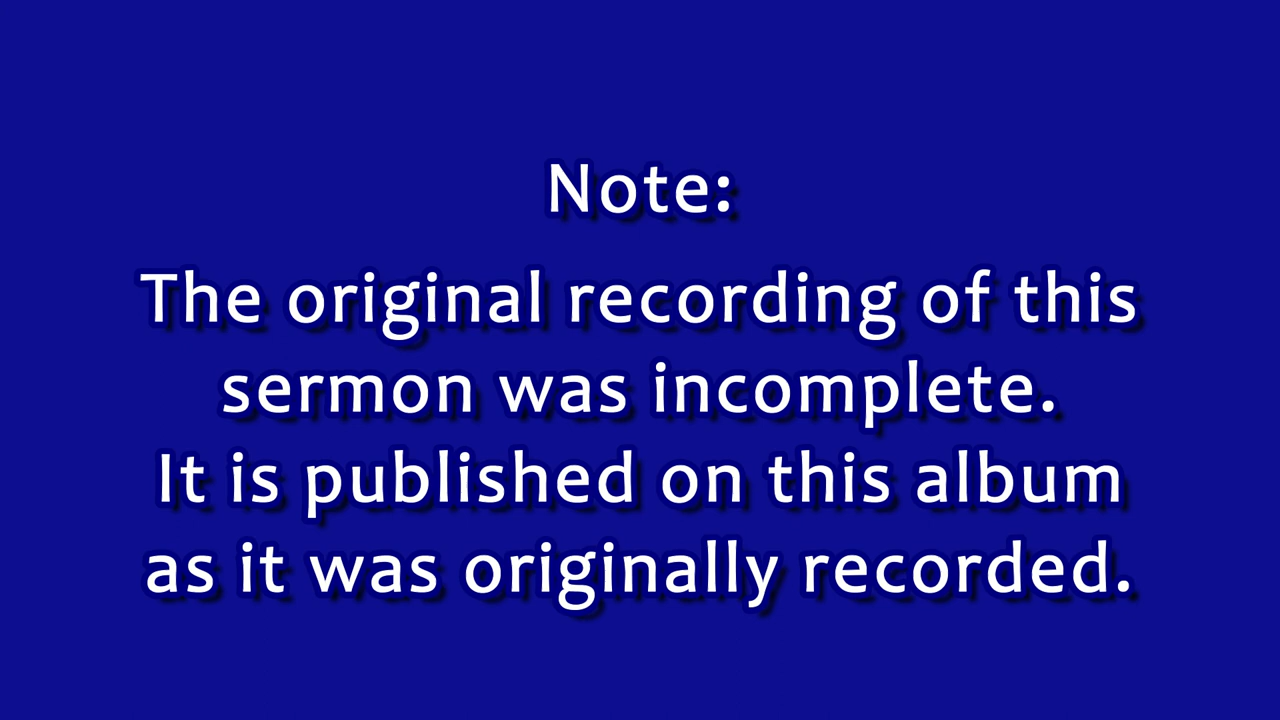 Note:
The original recording of this
sermon was incomplete.
It is published on this album
as it was originally recorded.